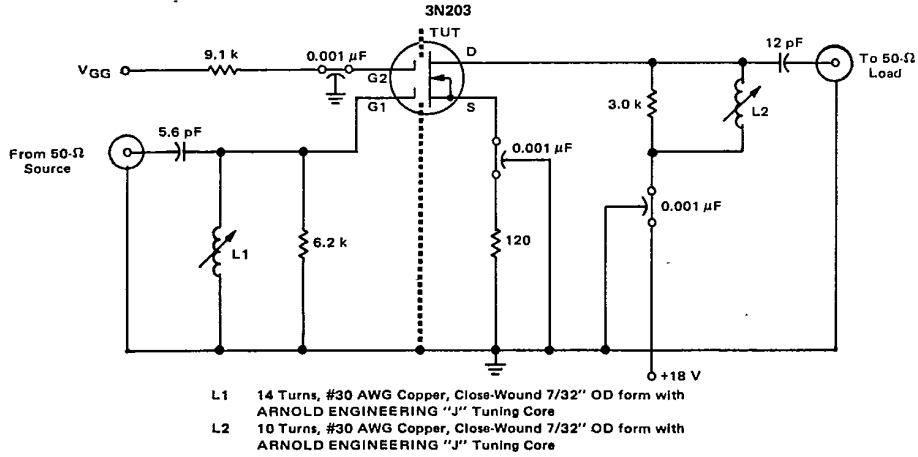 3N203
TUT
D
12 pF
To 50-Ω
Load
9.1 k
0.001 μF
VGG
G2
G1
S
3.0 k
L2
5.6 pF
From 50-Ω
Source
0.001 μF
0.001 μF
L1
6.2 k
120
+18 V
L1 14 Turns, #30 AWG Copper, Close-Wound 7/32" OD form with
ARNOLD ENGINEERING "J" Tuning Core
L2 10 Turns, #30 AWG Copper, Close-Wound 7/32" OD form with
ARNOLD ENGINEERING "J" Tuning Core